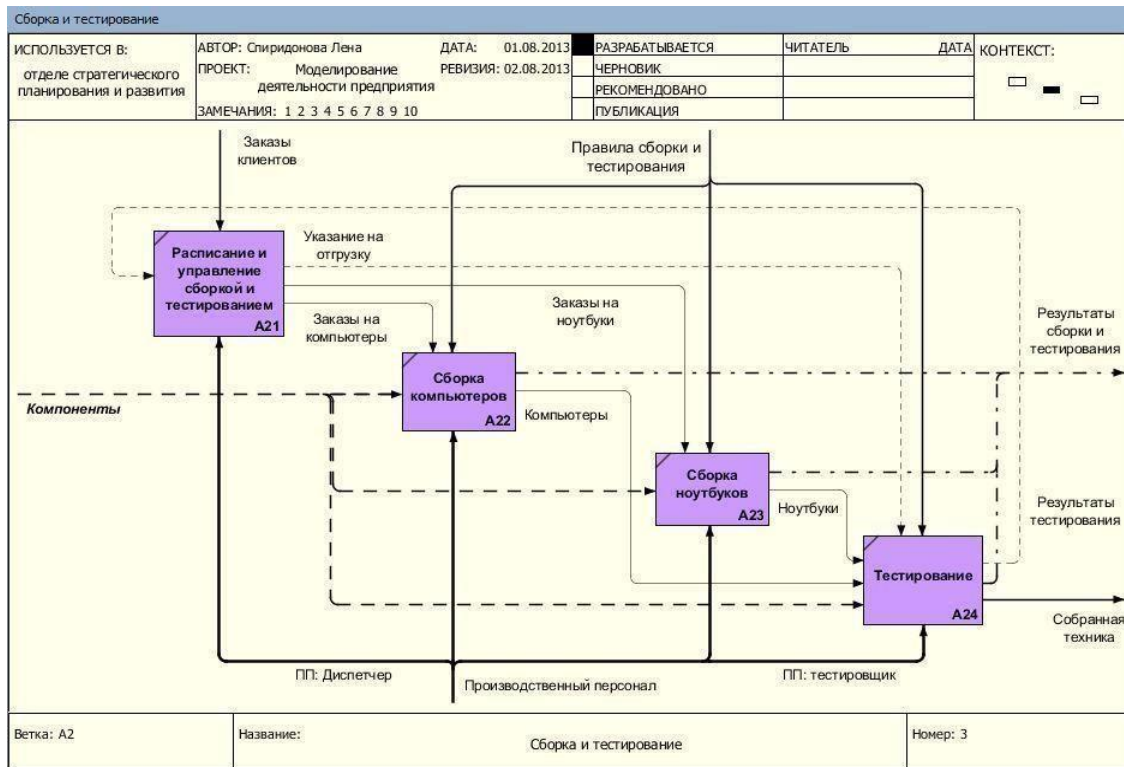 Сборка и тестирование
ИСПОЛЬЗУЕТСЯ В:
отделе стратегического
планирования и развития
АВТОР: Спиридонова Лена
ДАТА: 01.08.2013
ПРОЕКТ: Моделирование
деятельности предприятия
РЕВИЗИЯ: 02.08.2013
ЗАМЕЧАНИЯ: 1 2 3 4 5 6 7 8 9 10
РАЗРАБАТЫВАЕТСЯ
ЧЕРНОВИК
РЕКОМЕНДОВАНО
ПУБЛИКАЦИЯ
ЧИТАТЕЛЬ
ДАТА
КОНТЕКСТ:
Заказы
клиентов
Правила сборки и
тестирования
Расписание и
управление
сборкой и
тестированием
A21
Указание на
отгрузку
Заказы на
компьютеры
Заказы на
ноутбуки
Результаты
сборки и
тестирования
Компоненты
Сборка
компьютеров
A22
Компьютеры
Сборка
ноутбуков
A23
Ноутбуки
Результаты
тестирования
Тестирование
A24
Собранная
техника
ПП: Диспетчер
Производственный персонал
ПП: тестировщик
Ветка: A2
Название:
Сборка и тестирование
Номер: 3